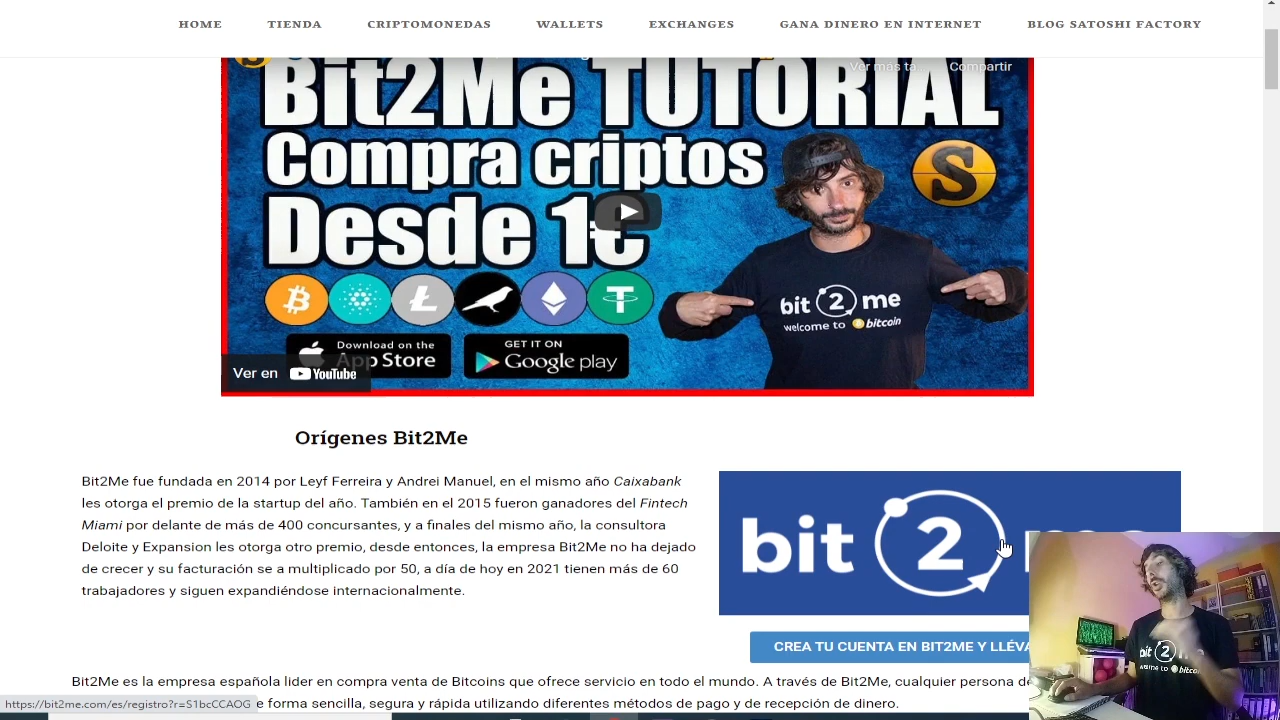 HOME TIENDA CRIPTOMONEDAS WALLETS EXCHANGES GANA DINERO EN INTERNET BLOG SATOSHI FACTORY
Ver más ta Compartir
Bit2Me TUTORIAL
Compra criptos
Desde 1€
S
bit 2 me
welcome to bitcoin
Download on the
App Store
GET IT ON
Google play
Ver en YouTube
Orígenes Bit2Me
Bit2Me fue fundada en 2014 por Leyf Ferreira y Andrei Manuel, en el mismo año Caixabank
les otorga el premio de la startup del año. También en el 2015 fueron ganadores del Fintech
Miami por delante de más de 400 concursantes, y a finales del mismo año, la consultora
Deloite y Expansion les otorga otro premio, desde entonces, la empresa Bit2Me no ha dejado
de crecer y su facturación se a multiplicado por 50, a día de hoy en 2021 tienen más de 60
trabajadores y siguen expandiéndose internacionalmente.
bit 2
CREA TU CUENTA EN BIT2ME Y LLÉVA
bit 2 me
welcome to bitcoin
Bit2Me es la empresa española lider en compra venta de Bitcoins que ofrece servicio en todo el mundo. A través de Bit2Me, cualquier persona de
https://bit2me.com/es/registro?r=S1bcCCAOG
e forma sencilla, segura y rápida utilizando diferentes métodos de pago y de recepción de dinero.